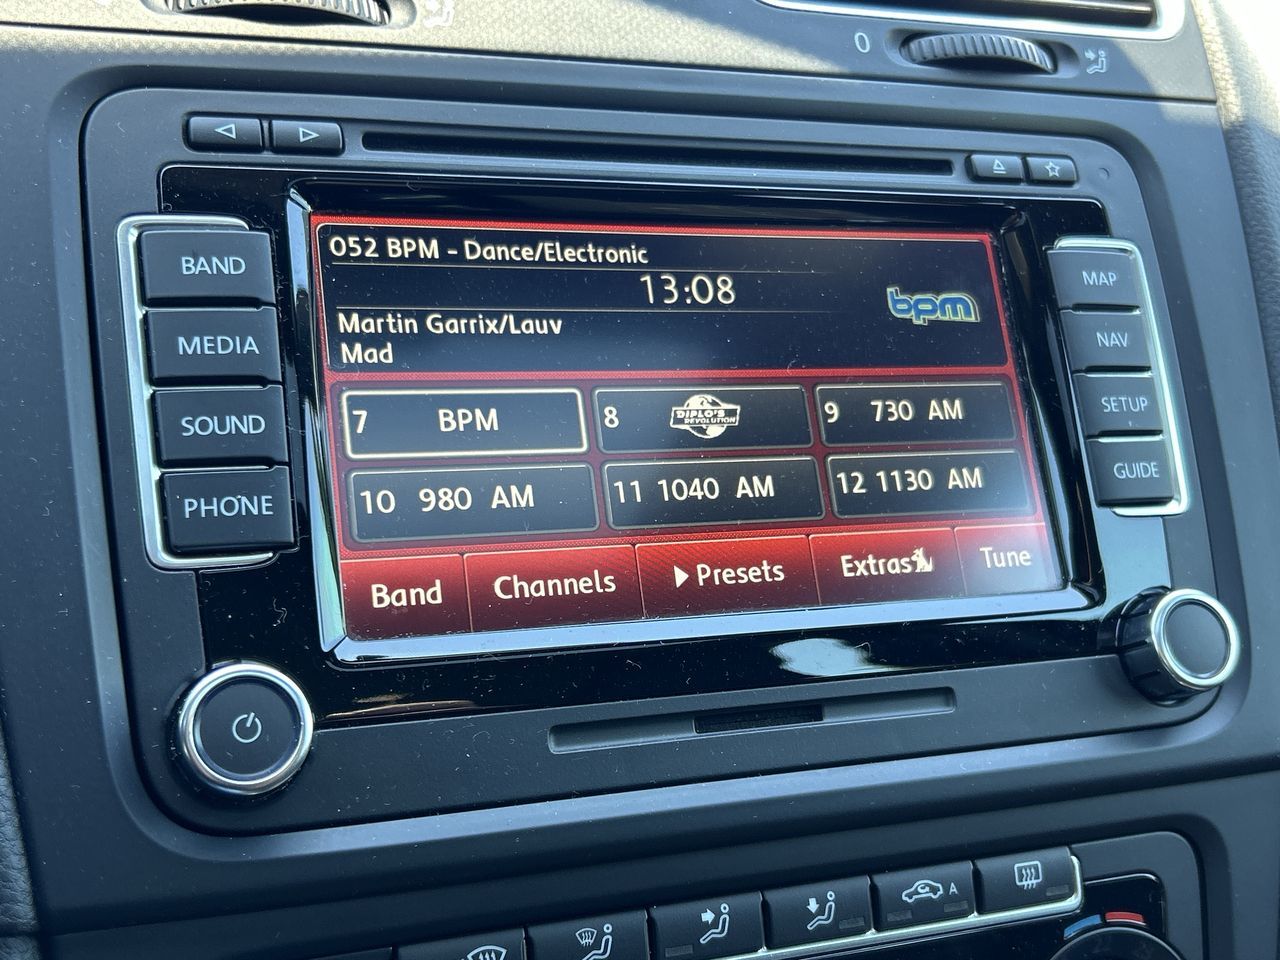 0
052 BPM - Dance/Electronic
13:08
bpm
Martin Garrix/Lauv
Mad
7 BPM
8 DIPLO'S REVOLUTION
9 730 AM
10 980 AM
11 1040 AM
12 1130 AM
Band
Channels
Presets
Extras
Tune
BAND
MEDIA
SOUND
PHONE
MAP
NAV
SETUP
GUIDE
A